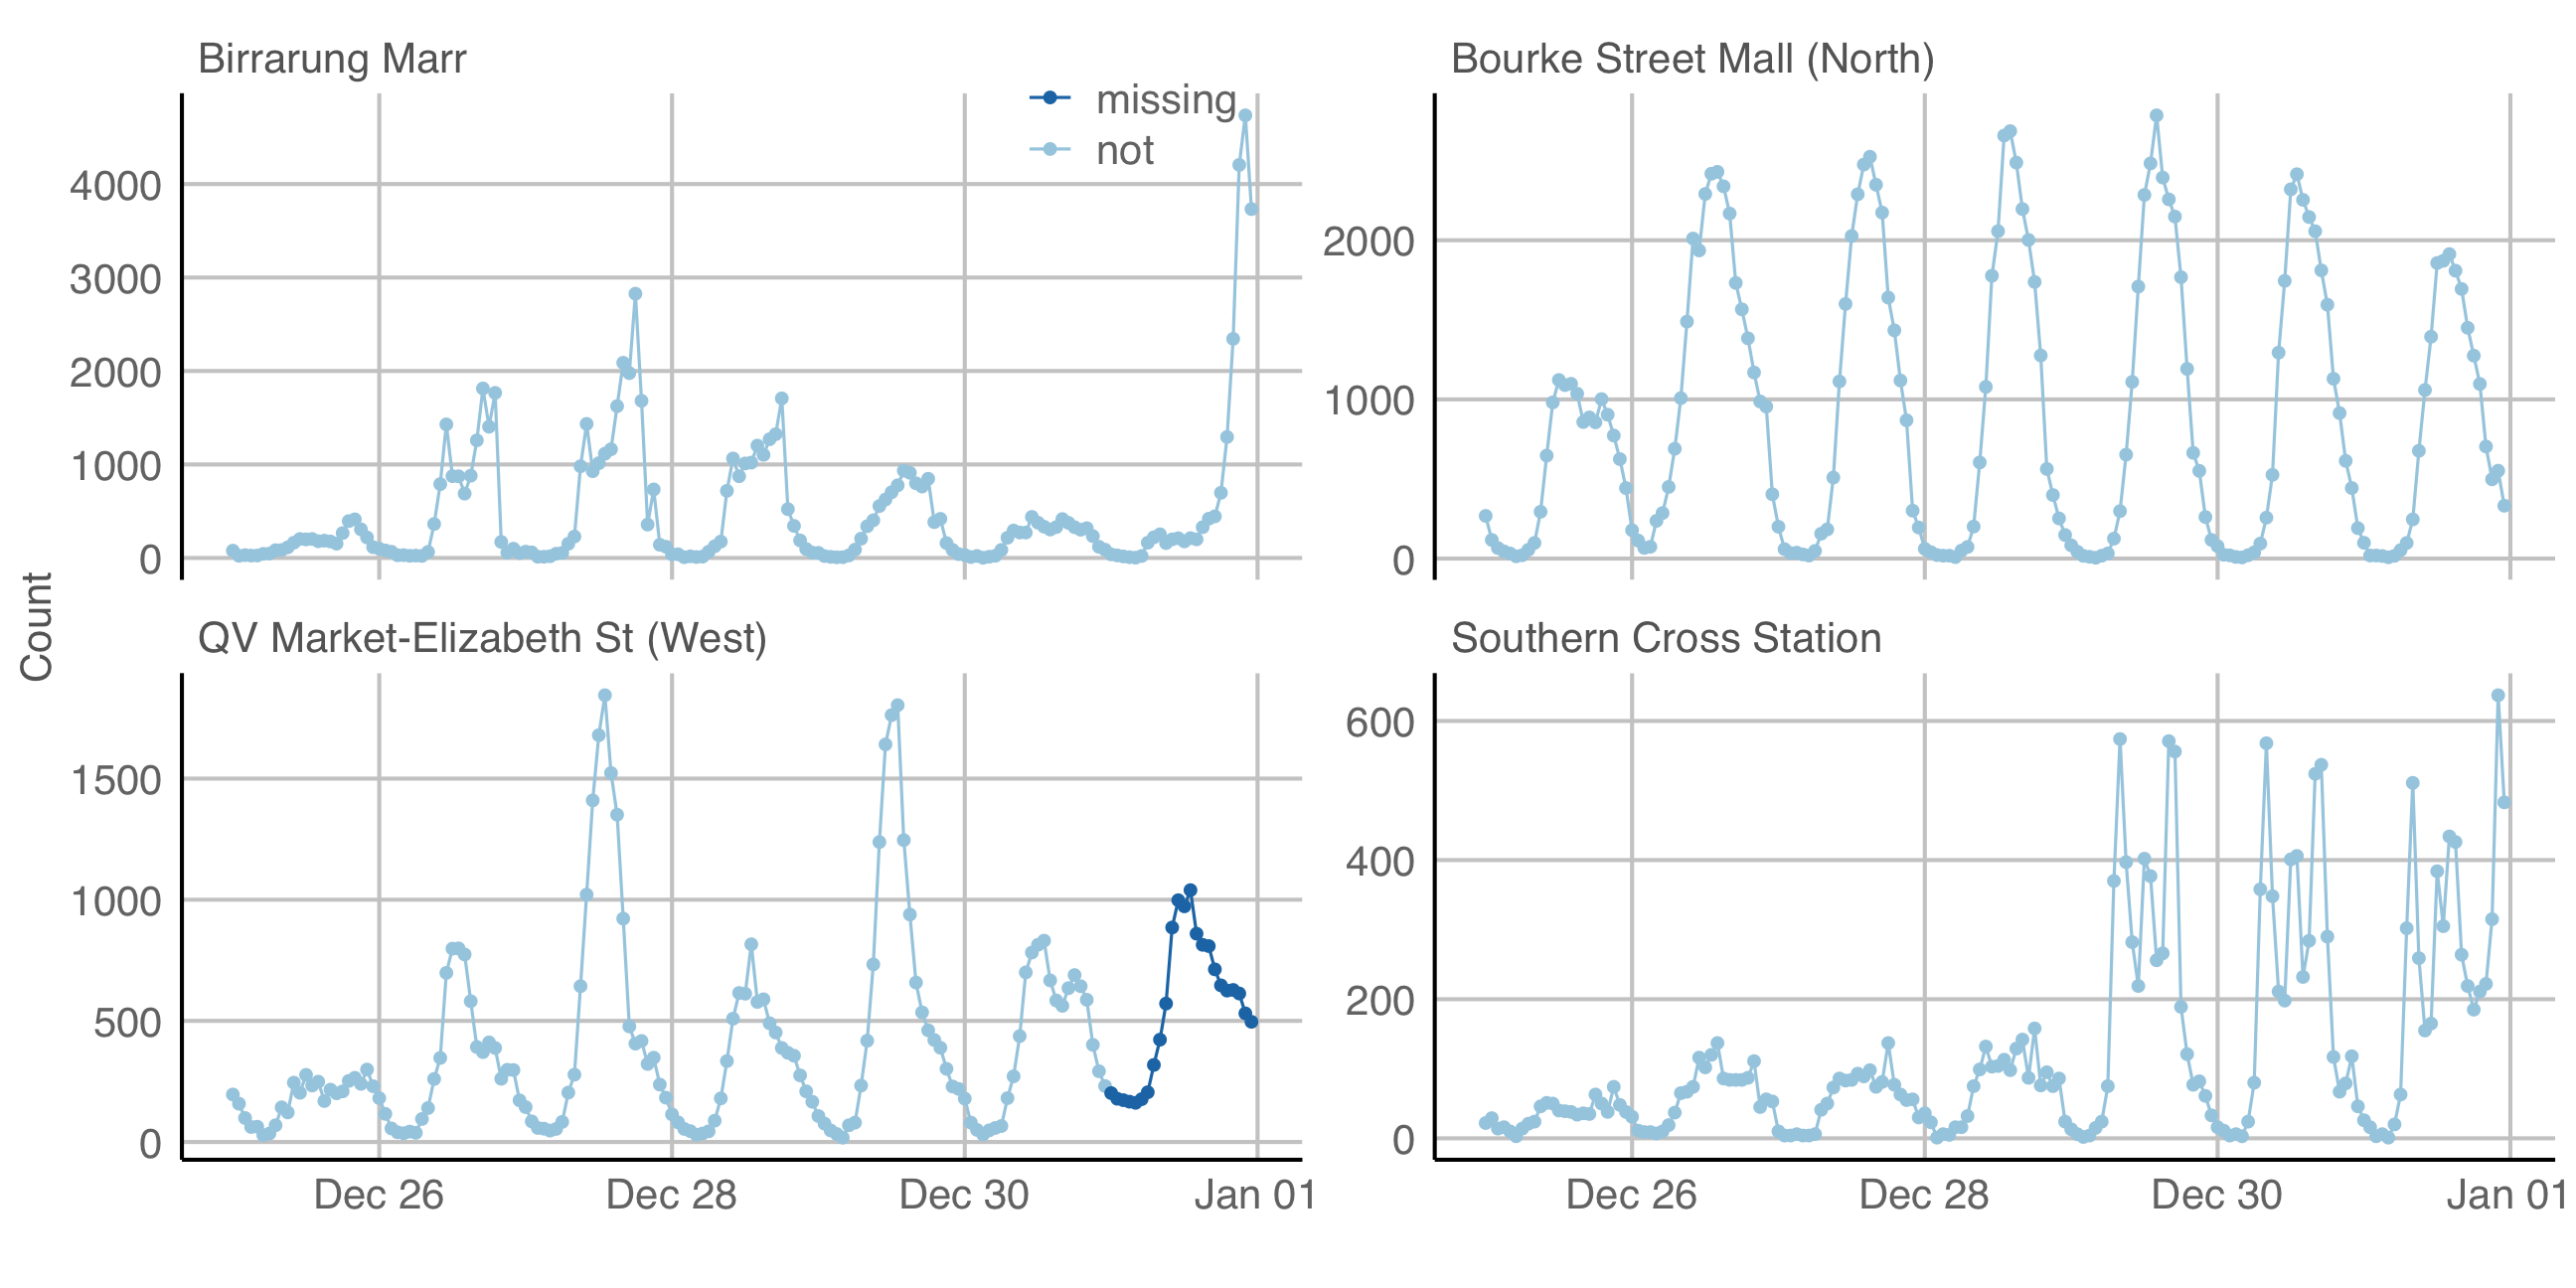 Birrarung Marr
Bourke Street Mall (North)
missing
not
4000
3000
2000
1000
0
2000
1000
0
Count
QV Market-Elizabeth St (West)
Southern Cross Station
1500
1000
500
0
600
400
200
0
Dec 26
Dec 28
Dec 30
Jan 01
Dec 26
Dec 28
Dec 30
Jan 01